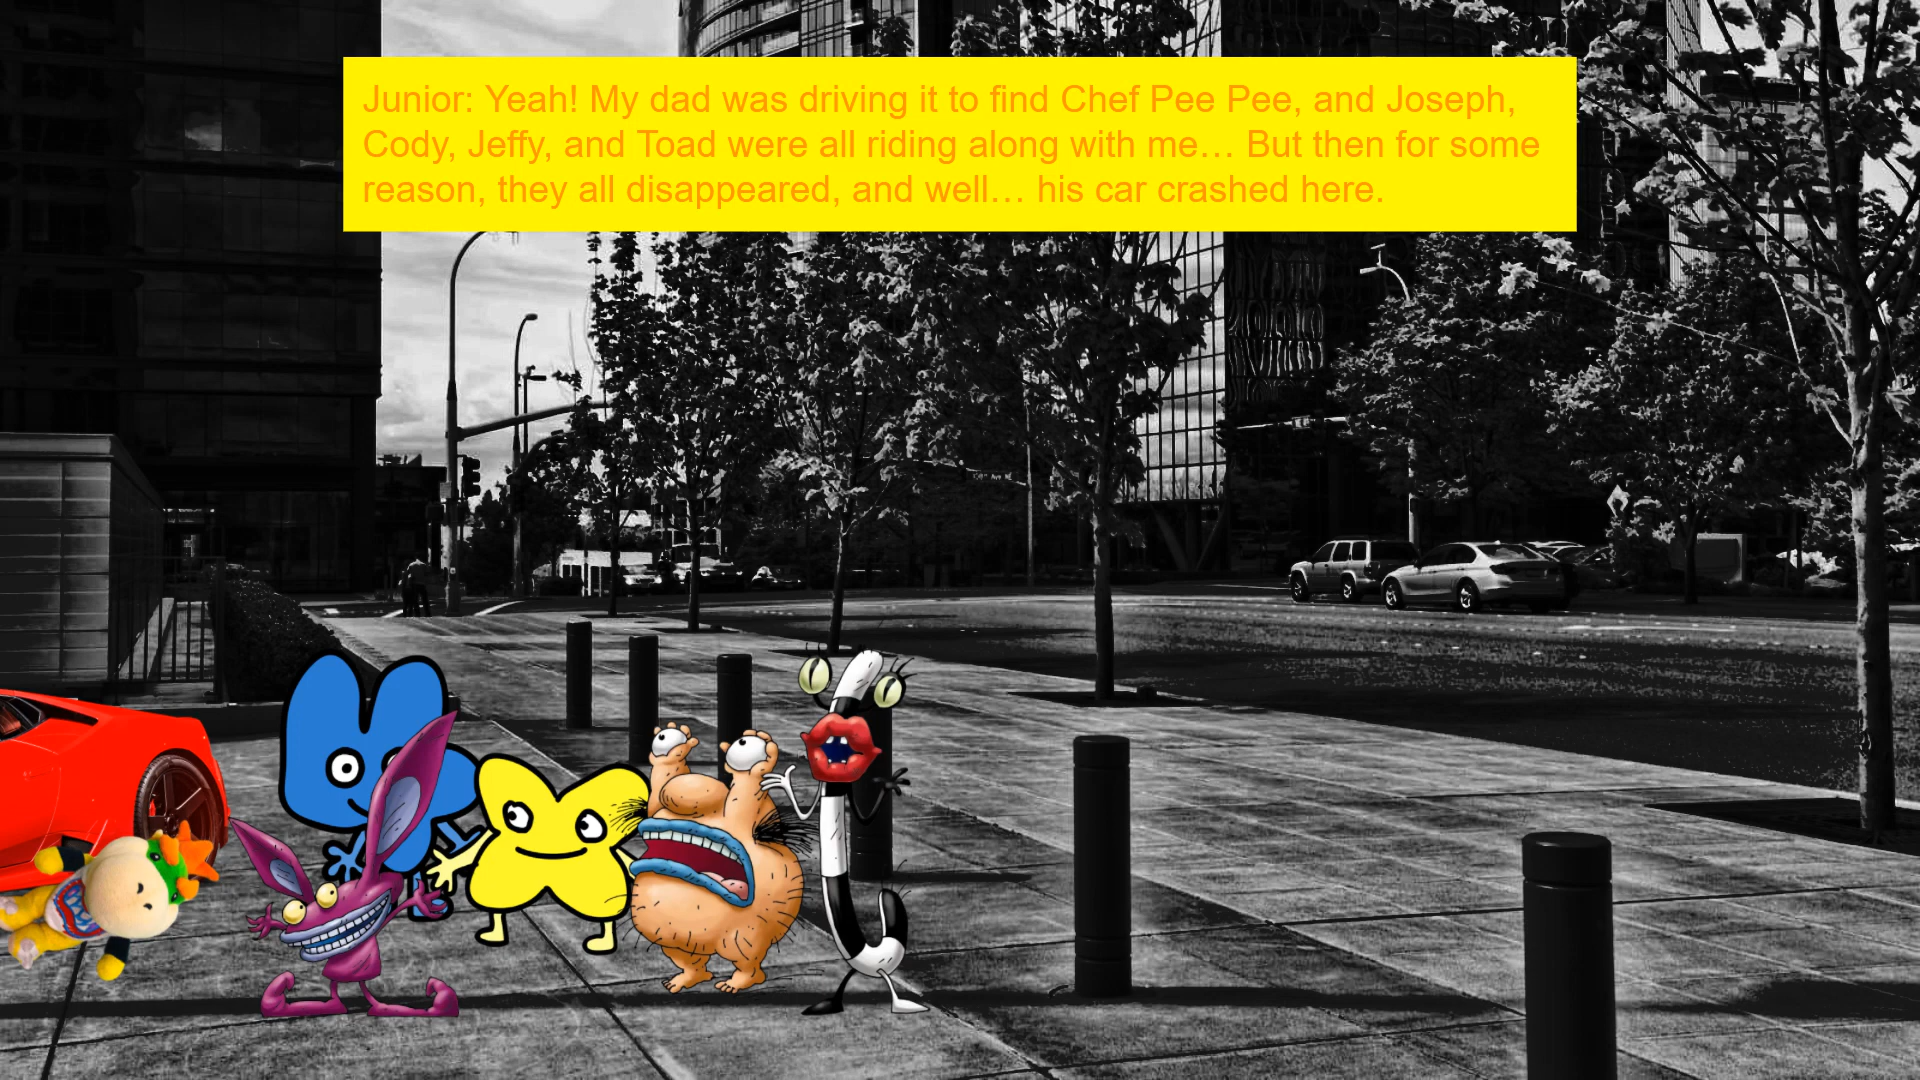 Junior: Yeah! My dad was driving it to find Chef Pee Pee, and Joseph,
Cody, Jeffy, and Toad were all riding along with me… But then for some
reason, they all disappeared, and well… his car crashed here.